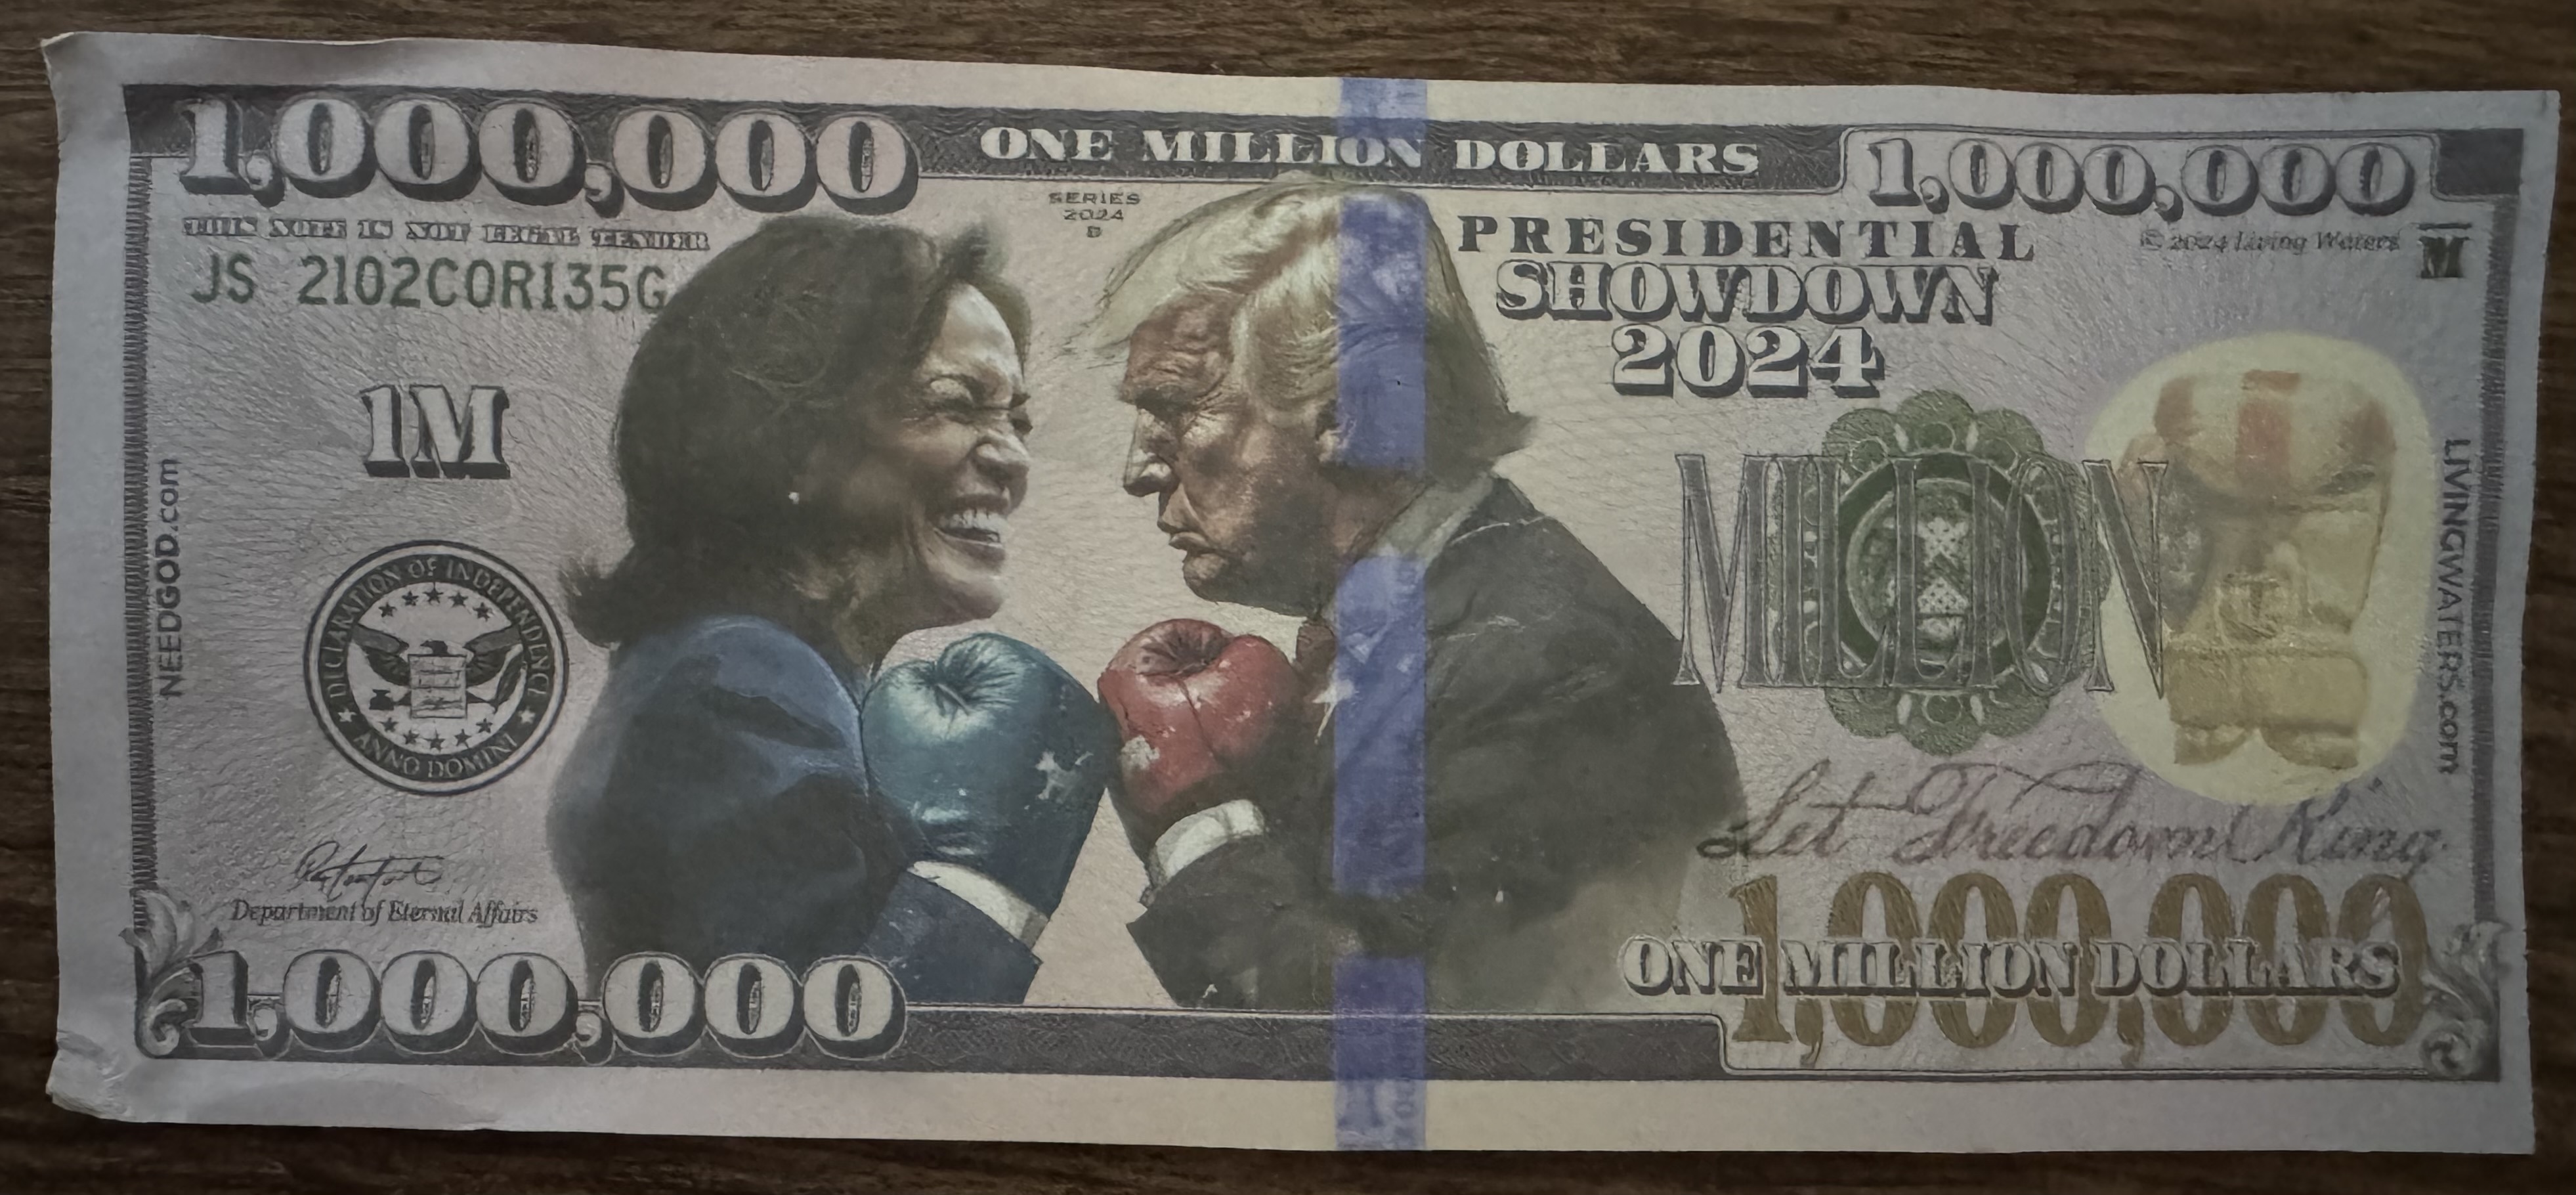 1,000,000
ONE MILLION DOLLARS
1,000,000
THIS NOTE IS NOT LEGAL TENDER
SERIES
2024
B
JS 2102COR135G
PRESIDENTIAL
SHOWDOWN
2024
© 2024 Living Waters
M
1M
NEEDGOD.com
DECLARATION OF INDEPENDENCE
ANNO DOMINI
MILLION
LIVINGWATERS.com
Let Freedom Ring
Department of Eternal Affairs
1,000,000
1,000,000
ONE MILLION DOLLARS